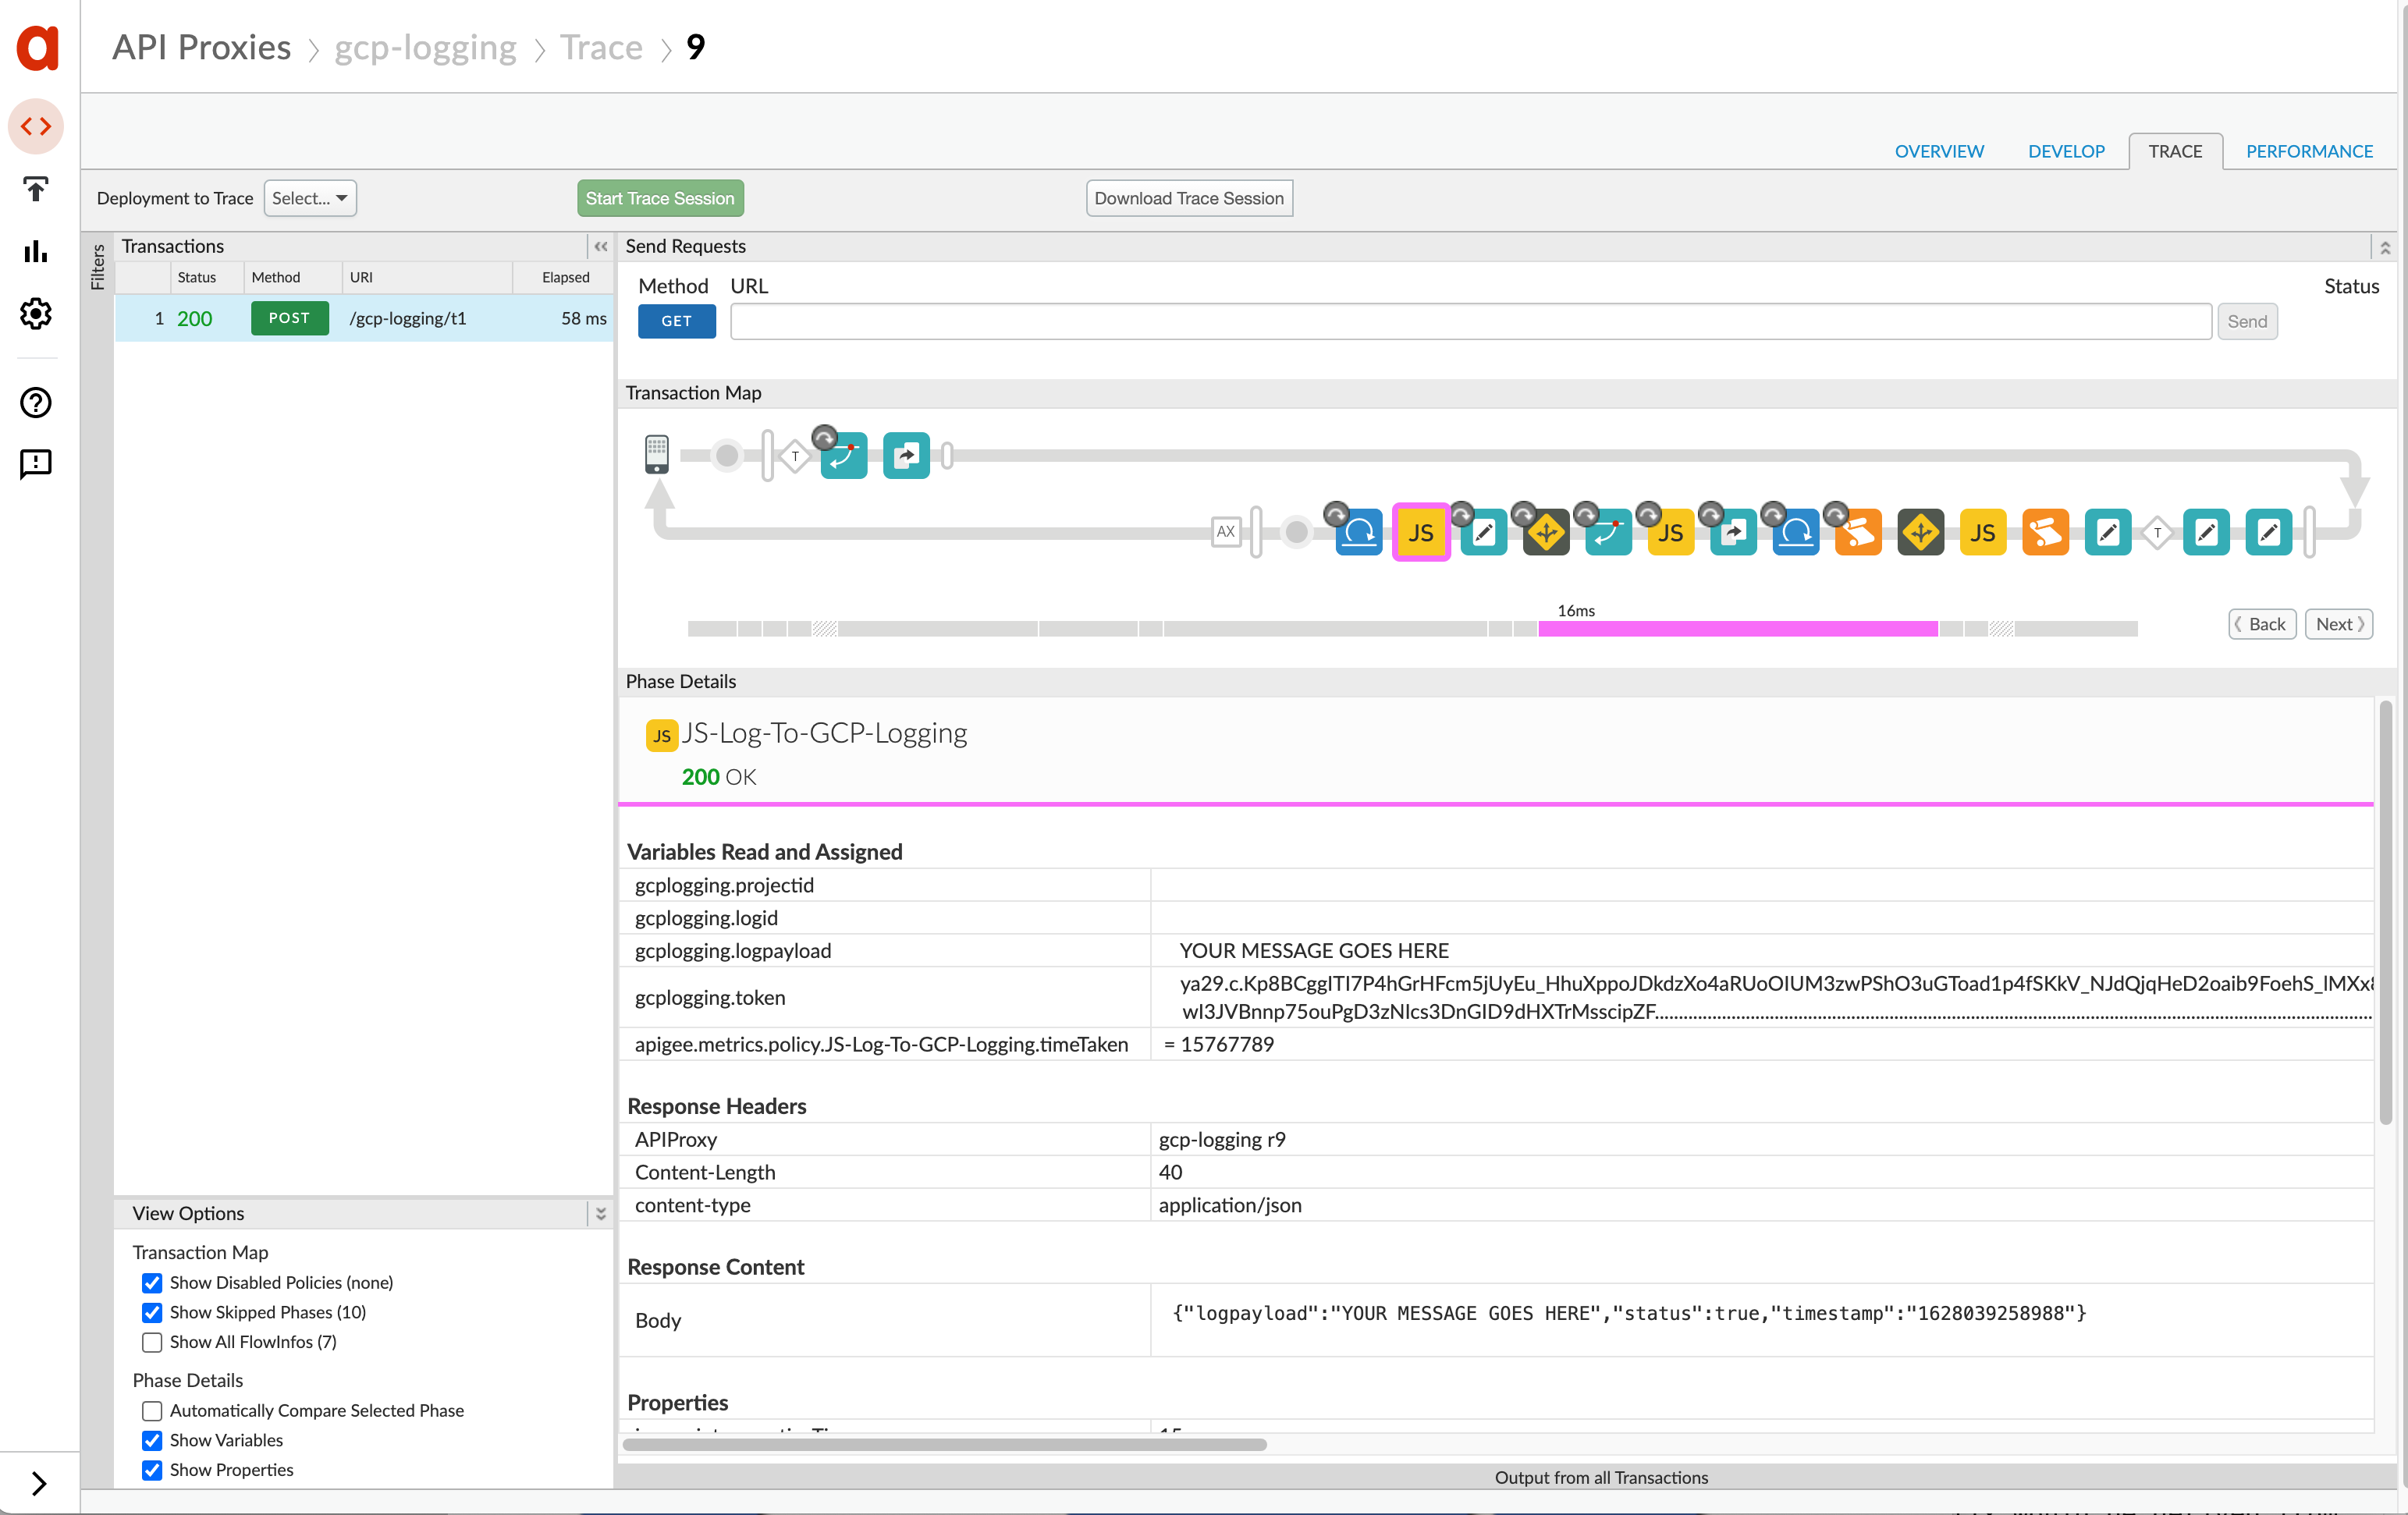 API Proxies › gcp-logging › Trace › 9
OVERVIEW DEVELOP TRACE PERFORMANCE
Deployment to Trace Select... Start Trace Session Download Trace Session
Filters
Transactions
Status Method URI Elapsed
1 200 POST /gcp-logging/t1 58 ms
Send Requests
Method URL Status
GET Send
Transaction Map
T
AX JS JS JS T
16ms
Back Next
Phase Details
JS JS-Log-To-GCP-Logging
200 OK
Variables Read and Assigned
gcplogging.projectid
gcplogging.logid
gcplogging.logpayload YOUR MESSAGE GOES HERE
gcplogging.token
apigee.metrics.policy.JS-Log-To-GCP-Logging.timeTaken = 15767789
Response Headers
APIProxy gcp-logging r9
Content-Length 40
content-type application/json
Response Content
Body {"logpayload":"YOUR MESSAGE GOES HERE","status":true,"timestamp":"1628039258988"}
Properties
Output from all Transactions
View Options
Transaction Map
Show Disabled Policies (none)
Show Skipped Phases (10)
Show All FlowInfos (7)
Phase Details
Automatically Compare Selected Phase
Show Variables
Show Properties